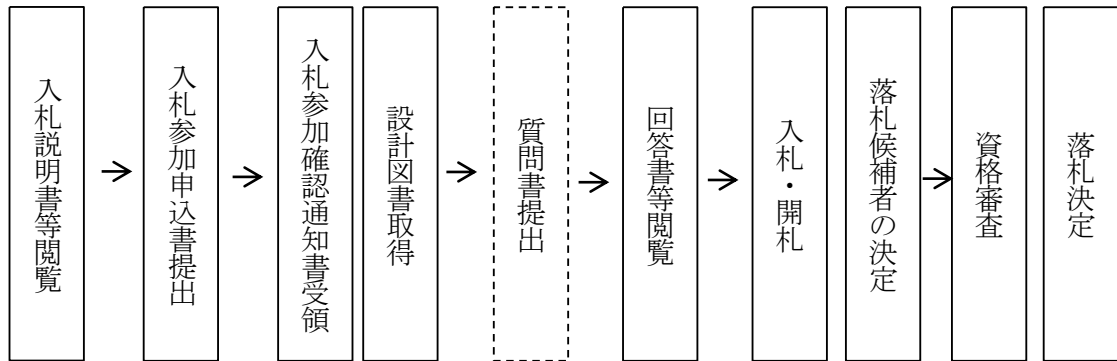 入札説明書等閲覧
入札参加申込書提出
入札参加確認通知書受領
設計図書取得
質問書提出
回答書等閲覧
入札・開札
落札候補者の決定
資格審査
落札決定